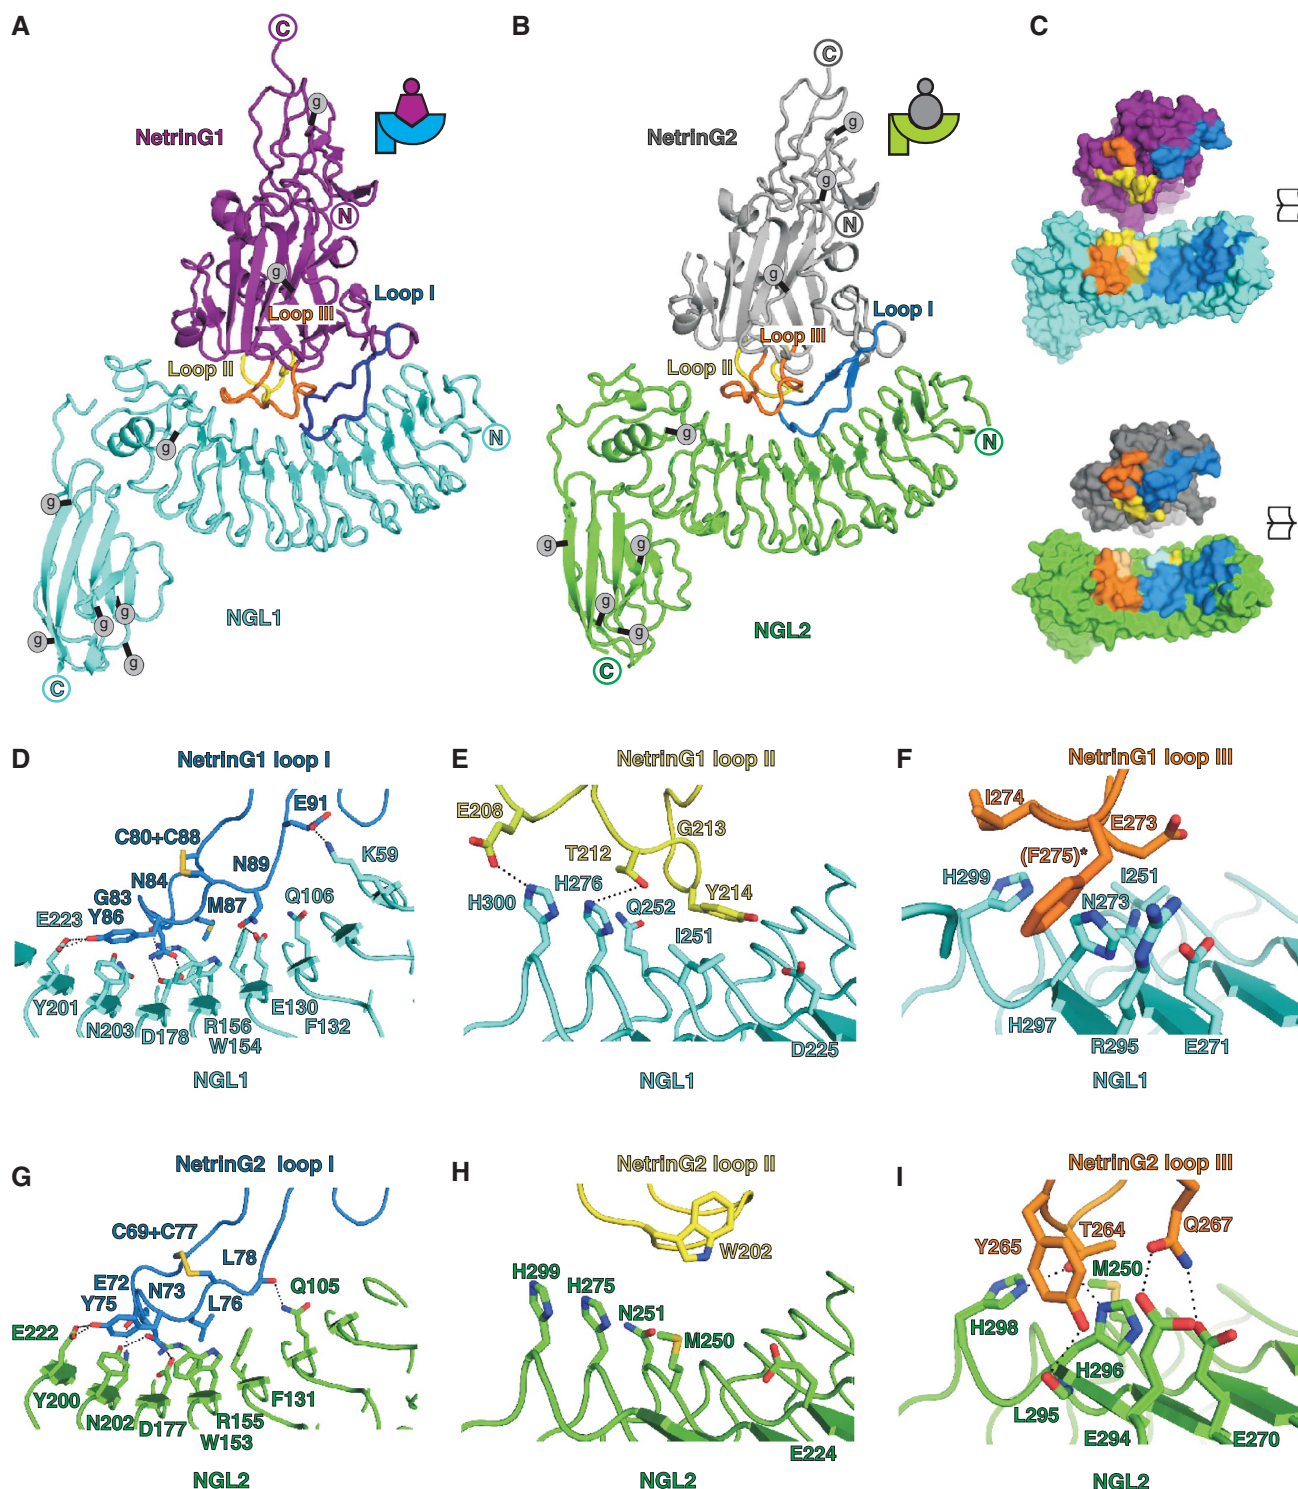 A
B
C
C
g
NetrinG1
N
g
Loop I
Loop III
Loop II
g
N
g
g
g
g
g
NGL1
C
C
g
NetrinG2
g
N
g
Loop I
Loop III
Loop II
g
N
g
g
g
g
NGL2
C
D
NetrinG1 loop I
E91
C80+C88
K59
N89
N84
G83
M87
Q106
E223
Y86
Y201
E130
N203
R156
F132
D178
W154
NGL1
E
NetrinG1 loop II
E208
G213
T212
H276
Y214
H300
Q252
I251
D225
NGL1
F
NetrinG1 loop III
I274
E273
(F275)*
H299
I251
N273
H297
R295
E271
NGL1
G
NetrinG2 loop I
C69+C77
L78
E72
N73
Q105
Y75
L76
E222
Y200
F131
N202
R155
D177
W153
NGL2
H
NetrinG2 loop II
W202
H299
H275
N251
M250
E224
NGL2
I
NetrinG2 loop III
T264
Q267
Y265
M250
H298
H296
L295
E294
E270
NGL2